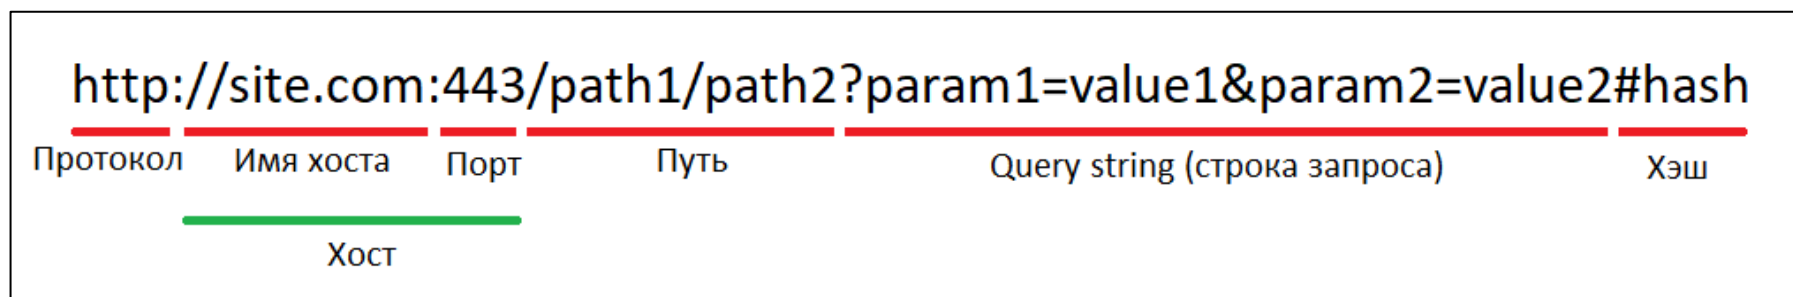 http://site.com:443/path1/path2?param1=value1&param2=value2#hash
Протокол Имя хоста Порт Путь Query string (строка запроса) Хэш
Хост